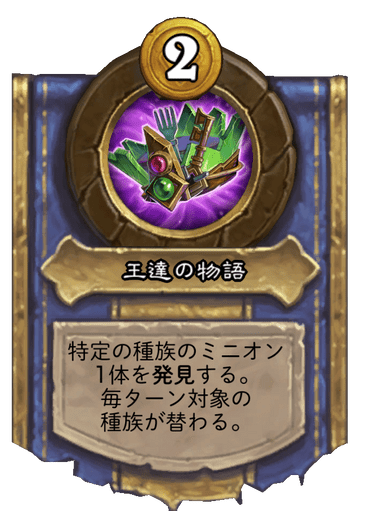 2
王達の物語
特定の種族のミニオン
1体を発見する。
毎ターン対象の
種族が替わる。